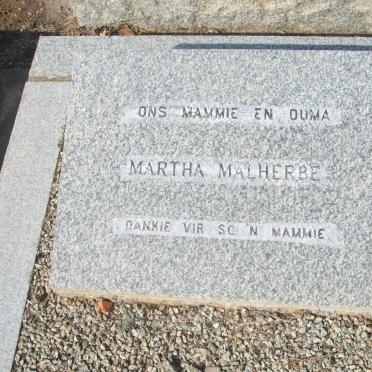 ONS MAMMIE EN OUMA
MARTHA MALHERBE
DANKIE VIR SO N MAMMIE